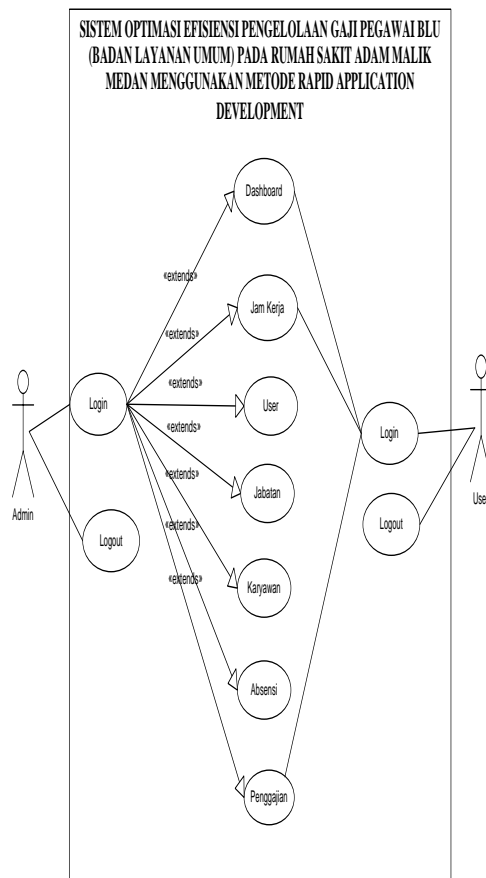 SISTEM OPTIMASI EFISIENSI PENGELOLAAN GAJI PEGAWAI BLU
(BADAN LAYANAN UMUM) PADA RUMAH SAKIT ADAM MALIK
MEDAN MENGGUNAKAN METODE RAPID APPLICATION
DEVELOPMENT
Dashboard
«extends»
Jam Kerja
«extends»
«extends»
User
Login
«extends»
Login
«extends»
Jabatan
Admin
Use
Logout
«extends»
Logout
«extends»
Karyawan
Absensi
Penggajian